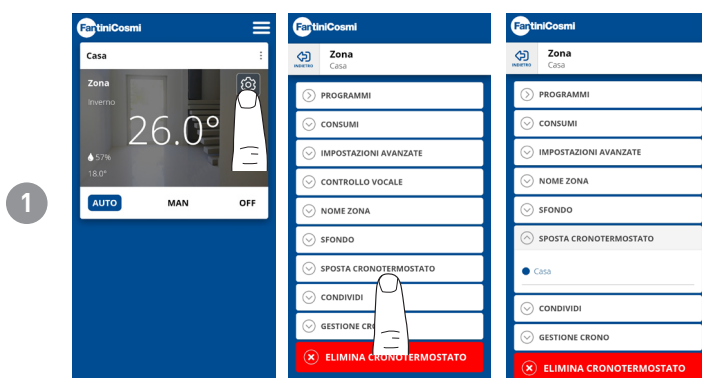 1
FantiniCosmi
Casa
Zona
Inverno
26.0°
57%
18.0°
AUTO MAN OFF
FantiniCosmi
INDIETRO
Zona
Casa
PROGRAMMI
CONSUMI
IMPOSTAZIONI AVANZATE
CONTROLLO VOCALE
NOME ZONA
SFONDO
SPOSTA CRONOTERMOSTATO
CONDIVIDI
GESTIONE
ELIMINA CRONOTERMOSTATO
FantiniCosmi
INDIETRO
Zona
Casa
PROGRAMMI
CONSUMI
IMPOSTAZIONI AVANZATE
NOME ZONA
SFONDO
SPOSTA CRONOTERMOSTATO
Casa
CONDIVIDI
GESTIONE CRONO
ELIMINA CRONOTERMOSTATO